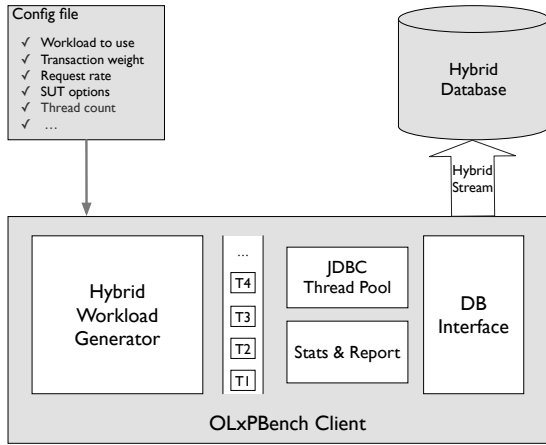 Config file
✓ Workload to use
✓ Transaction weight
✓ Request rate
✓ SUT options
✓ Thread count
✓ ...
Hybrid
Database
Hybrid
Stream
Hybrid
Workload
Generator
...
T4
T3
T2
T1
JDBC
Thread Pool
Stats & Report
DB
Interface
OLxPBench Client